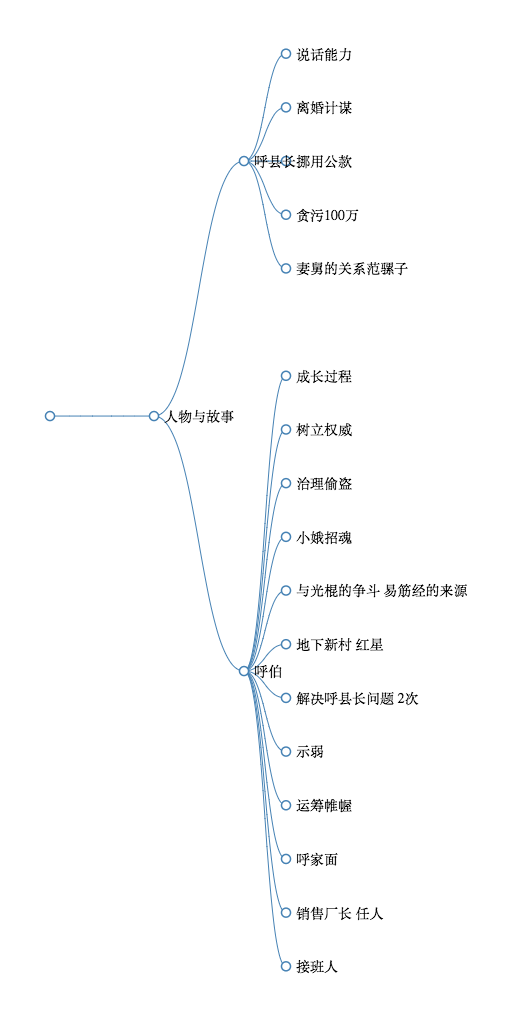 说话能力
离婚计谋
呼县长
挪用公款
贪污100万
妻舅的关系范骡子
成长过程
人物与故事
树立权威
治理偷盗
小娥招魂
与光棍的争斗 易筋经的来源
地下新村 红星
呼伯
解决呼县长问题 2次
示弱
运筹帷幄
呼家面
销售厂长 任人
接班人